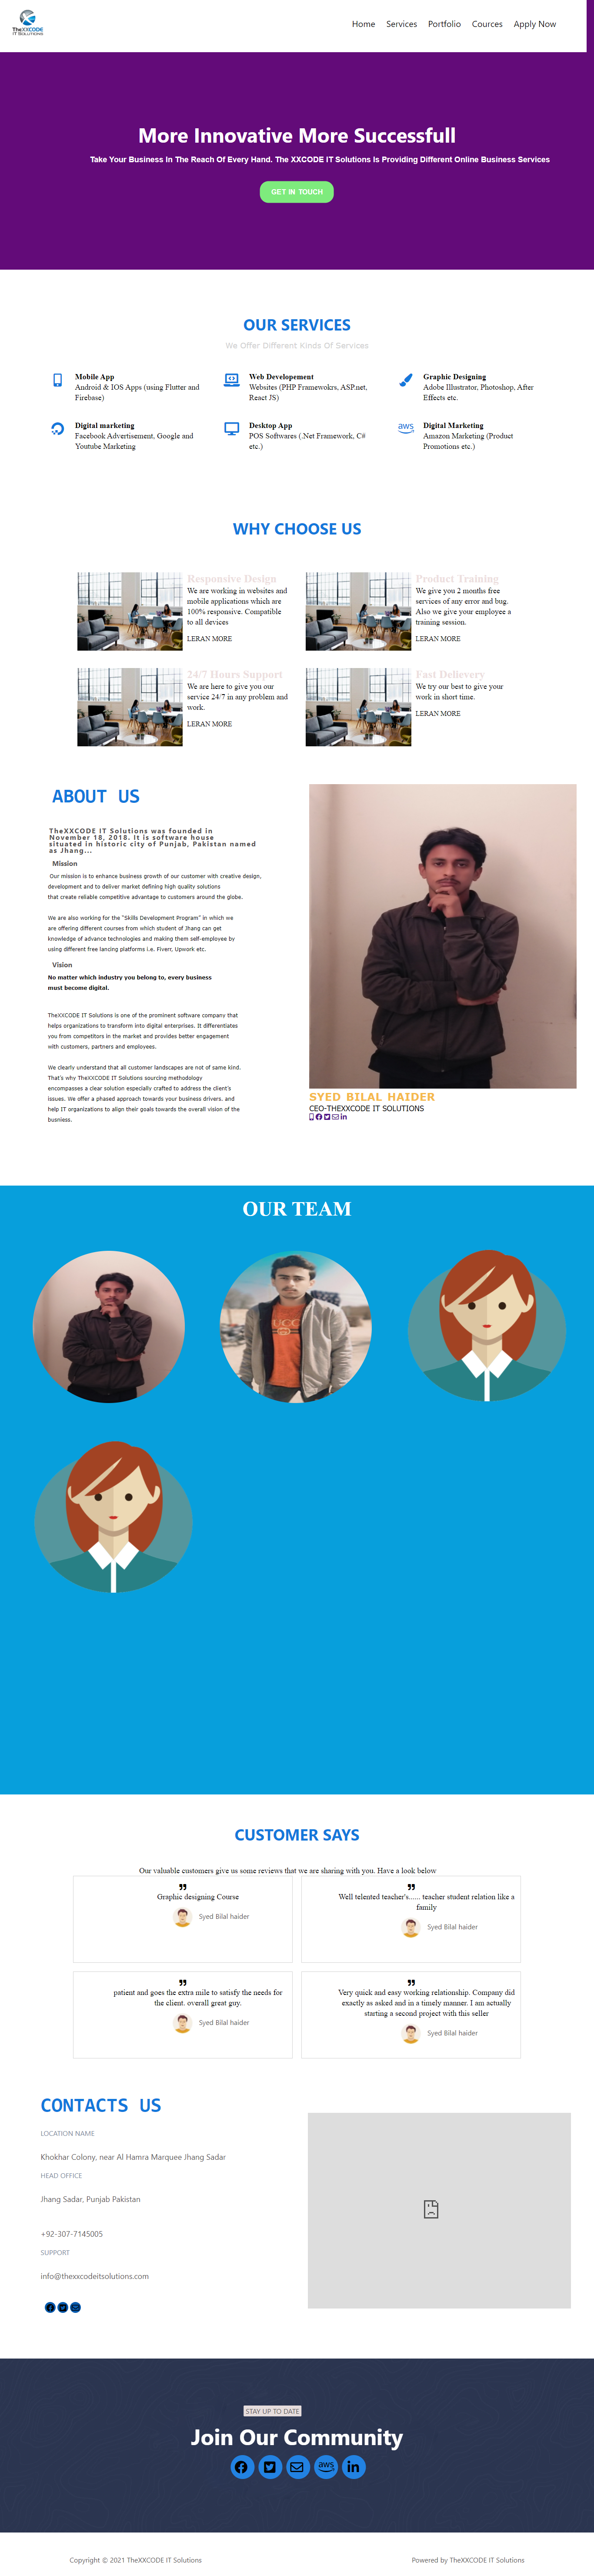 TheXXCODE
IT SOLUTIONS
Home Services Portfolio Cources Apply Now
More Innovative More Successfull
Take Your Business In The Reach Of Every Hand. The XXCODE IT Solutions Is Providing Different Online Business Services
GET IN TOUCH
OUR SERVICES
We Offer Different Kinds Of Services
Mobile App
Android & IOS Apps (using Flutter and
Firebase)
Web Developement
Websites (PHP Framewokrs, ASP.net,
React JS)
Graphic Designing
Adobe Illustrator, Photoshop, After
Effects etc.
Digital marketing
Facebook Advertisement, Google and
Youtube Marketing
Desktop App
POS Softwares (.Net Framework, C#
etc.)
aws
Digital Marketing
Amazon Marketing (Product
Promotions etc.)
WHY CHOOSE US
Responsive Design
We are working in websites and
mobile applications which are
100% responsive. Compatible
to all devices
LERAN MORE
Product Training
We give you 2 months free
services of any error and bug.
Also we give your employee a
training session.
LERAN MORE
24/7 Hours Support
We are here to give you our
service 24/7 in any problem and
work.
LERAN MORE
Fast Delievery
We try our best to give your
work in short time.
LERAN MORE
ABOUT US
TheXXCODE IT Solutions was founded in
November 18, 2018. It is software house
situated in historic city of Punjab, Pakistan named
as Jhang...
Mission
Our mission is to enhance business growth of our customer with creative design,
development and to deliver market defining high quality solutions
that create reliable competitive advantage to customers around the globe.
We are also working for the "Skills Development Program" in which we
are offering different courses from which student of Jhang can get
knowledge of advance technologies and making them self-employee by
using different free lancing platforms i.e. Fiverr, Upwork etc.
Vision
No matter which industry you belong to, every business
must become digital.
TheXXCODE IT Solutions is one of the prominent software company that
helps organizations to transform into digital enterprises. It differentiates
you from competitors in the market and provides better engagement
with customers, partners and employees.
We clearly understand that all customer landscapes are not of same kind.
That's why TheXXCODE IT Solutions sourcing methodology
encompasses a clear solution especially crafted to address the client's
issues. We offer a phased approach towards your business drivers, and
help IT organizations to align their goals towards the overall vision of the
busniess.
SYED BILAL HAIDER
CEO-THEXXCODE IT SOLUTIONS
OUR TEAM
UCC
CUSTOMER SAYS
Our valuable customers give us some reviews that we are sharing with you. Have a look below
Graphic designing Course
Syed Bilal haider
Well telented teacher's...... teacher student relation like a
family
Syed Bilal haider
patient and goes the extra mile to satisfy the needs for
the client. overall great guy.
Syed Bilal haider
Very quick and easy working relationship. Company did
exactly as asked and in a timely manner. I am actually
starting a second project with this seller
Syed Bilal haider
CONTACTS US
LOCATION NAME
Khokhar Colony, near Al Hamra Marquee Jhang Sadar
HEAD OFFICE
Jhang Sadar, Punjab Pakistan
+92-307-7145005
SUPPORT
info@thexxcodeitsolutions.com
STAY UP TO DATE
Join Our Community
aws
Copyright © 2021 TheXXCODE IT Solutions
Powered by TheXXCODE IT Solutions